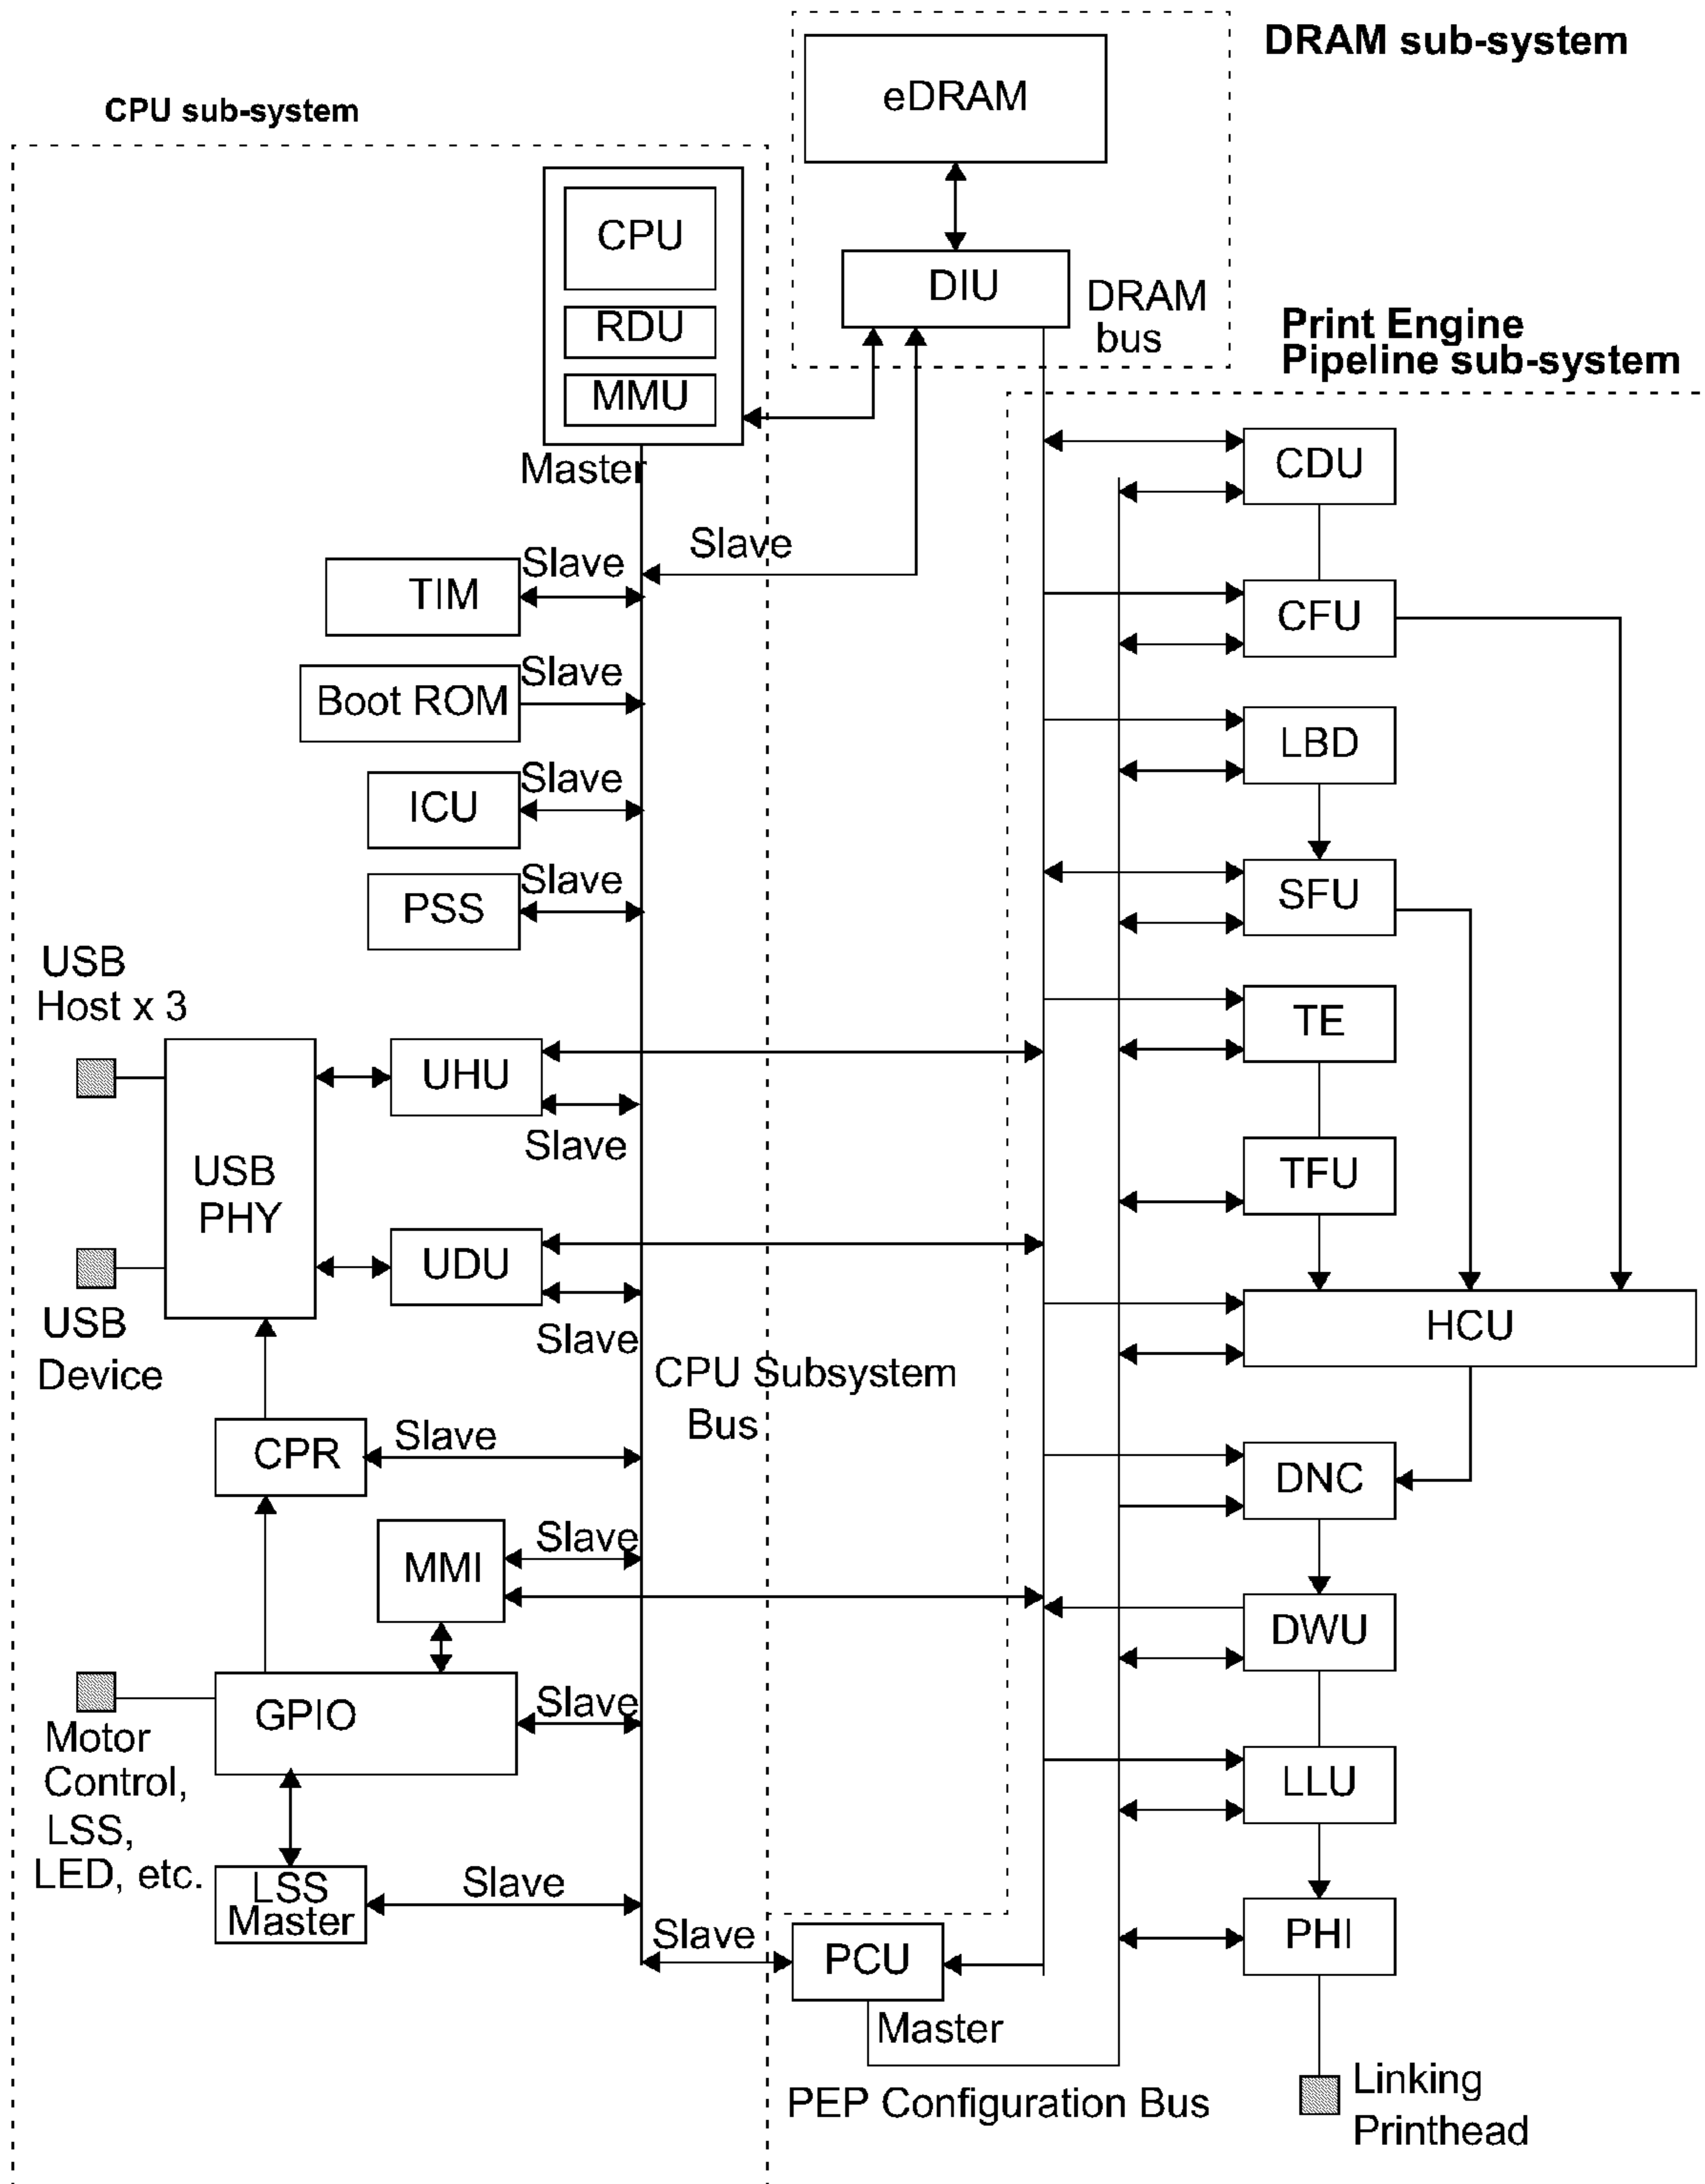 DRAM sub-system
eDRAM
CPU sub-system
CPU
DIU
DRAM
bus
RDU
Print Engine
Pipeline sub-system
MMU
Master
CDU
Slave
Slave
TIM
CFU
Slave
Boot ROM
LBD
Slave
ICU
Slave
PSS
SFU
USB
Host x 3
TE
UHU
Slave
USB
PHY
TFU
UDU
USB
Device
Slave
HCU
CPU Subsystem
Bus
Slave
CPR
DNC
Slave
MMI
DWU
Slave
GPIO
Motor
Control,
LSS,
LED, etc.
LLU
Slave
LSS
Master
Slave
PCU
PHI
Master
PEP Configuration Bus
Linking
Printhead